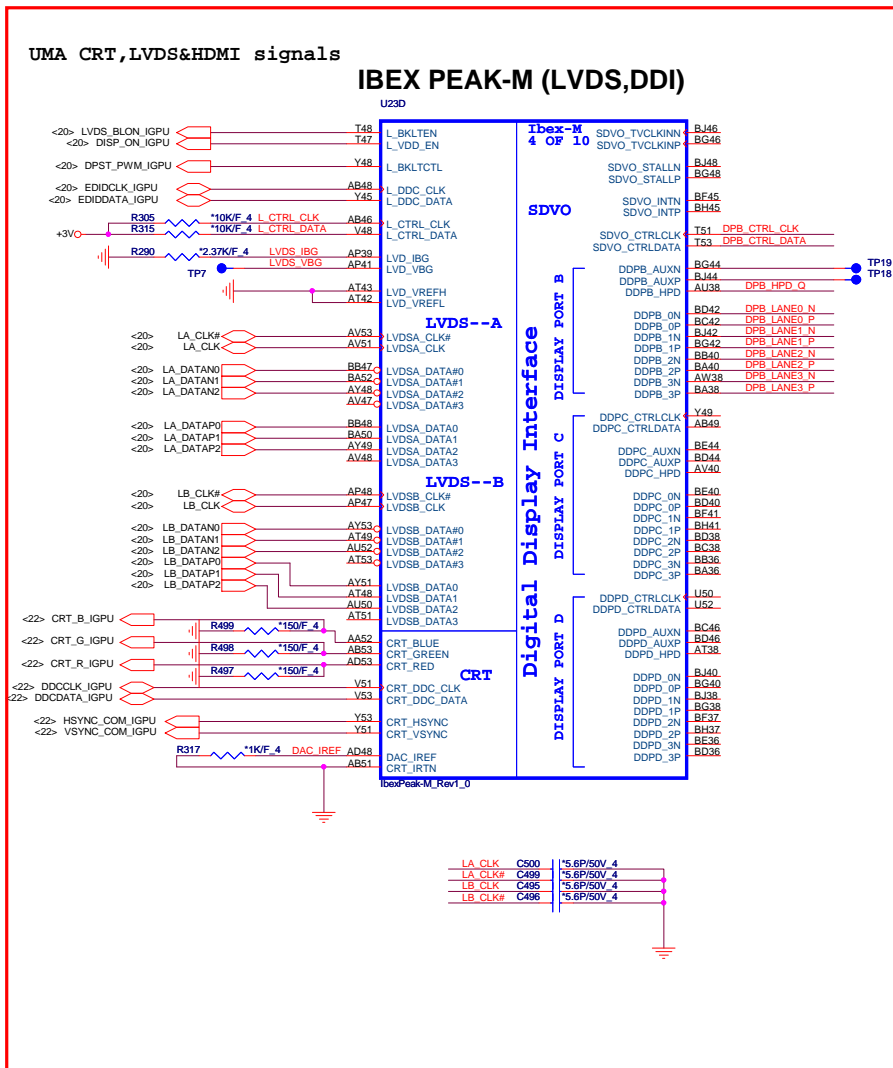 UMA CRT,LVDS&HDMI signals
IBEX PEAK-M (LVDS,DDI)
U23D
Ibex-M
4 OF 10
<20> LVDS_BLON_IGPU T48 L_BKLTEN
<20> DISP_ON_IGPU T47 L_VDD_EN
<20> DPST_PWM_IGPU Y48 L_BKLTCTL
<20> EDIDCLK_IGPU AB48 L_DDC_CLK
<20> EDIDDATA_IGPU Y45 L_DDC_DATA
R305 *10K/F_4 L_CTRL_CLK AB46 L_CTRL_CLK
+3VO R315 *10K/F_4 L_CTRL_DATA V48 L_CTRL_DATA
R290 *2.37K/F_4 LVDS_IBG AP39 LVD_IBG
TP7 LVDS_VBG AP41 LVD_VBG
AT43 LVD_VREFH
AT42 LVD_VREFL
LVDS--A
<20> LA_CLK# AV53 LVDSA_CLK#
<20> LA_CLK AV51 LVDSA_CLK
<20> LA_DATAN0 BB47 LVDSA_DATA#0
<20> LA_DATAN1 BA52 LVDSA_DATA#1
<20> LA_DATAN2 AY48 LVDSA_DATA#2
AV47 LVDSA_DATA#3
<20> LA_DATAP0 BB48 LVDSA_DATA0
<20> LA_DATAP1 BA50 LVDSA_DATA1
<20> LA_DATAP2 AY49 LVDSA_DATA2
AV48 LVDSA_DATA3
LVDS--B
<20> LB_CLK# AP48 LVDSB_CLK#
<20> LB_CLK AP47 LVDSB_CLK
<20> LB_DATAN0 AY53 LVDSB_DATA#0
<20> LB_DATAN1 AT49 LVDSB_DATA#1
<20> LB_DATAN2 AU52 LVDSB_DATA#2
<20> LB_DATAP0 AT53 LVDSB_DATA#3
<20> LB_DATAP1
<20> LB_DATAP2
AY51 LVDSB_DATA0
AT48 LVDSB_DATA1
AU50 LVDSB_DATA2
AT51 LVDSB_DATA3
<22> CRT_B_IGPU
R499 *150/F_4 AA52 CRT_BLUE
<22> CRT_G_IGPU
R498 *150/F_4 AB53 CRT_GREEN
<22> CRT_R_IGPU AD53 CRT_RED
R497 *150/F_4
CRT
<22> DDCCLK_IGPU V51 CRT_DDC_CLK
22> DDCDATA_IGPU V53 CRT_DDC_DATA
<22> HSYNC_COM_IGPU Y53 CRT_HSYNC
<22> VSYNC_COM_IGPU Y51 CRT_VSYNC
R317 *1K/F_4 DAC_IREF AD48 DAC_IREF
AB51 CRT_IRTN
IbexPeak-M_Rev1_0
Digital Display Interface
SDVO
SDVO_TVCLKINN BJ46
SDVO_TVCLKINP BG46
SDVO_STALLN BJ48
SDVO_STALLP BG48
SDVO_INTN BF45
SDVO_INTP BH45
SDVO_CTRLCLK T51 DPB_CTRL_CLK
SDVO_CTRLDATA T53 DPB_CTRL_DATA
DISPLAY PORT B
DDPB_AUXN BG44 TP19
DDPB_AUXP BJ44 TP18
DDPB_HPD AU38 DPB_HPD_Q
DDPB_0N BD42 DPB_LANE0_N
DDPB_0P BC42 DPB_LANE0_P
DDPB_1N BJ42 DPB_LANE1_N
DDPB_1P BG42 DPB_LANE1_P
DDPB_2N BB40 DPB_LANE2_N
DDPB_2P BA40 DPB_LANE2_P
DDPB_3N AW38 DPB_LANE3_N
DDPB_3P BA38 DPB_LANE3_P
DISPLAY PORT C
DDPC_CTRLCLK Y49
DDPC_CTRLDATA AB49
DDPC_AUXN BE44
DDPC_AUXP BD44
DDPC_HPD AV40
DDPC_0N BE40
DDPC_0P BD40
DDPC_1N BF41
DDPC_1P BH41
DDPC_2N BD38
DDPC_2P BC38
DDPC_3N BB36
DDPC_3P BA36
DISPLAY PORT D
DDPD_CTRLCLK U50
DDPD_CTRLDATA U52
DDPD_AUXN BC46
DDPD_AUXP BD46
DDPD_HPD AT38
DDPD_0N BJ40
DDPD_0P BG40
DDPD_1N BJ38
DDPD_1P BG38
DDPD_2N BF37
DDPD_2P BH37
DDPD_3N BE36
DDPD_3P BD36
LA_CLK C500 *5.6P/50V_4
LA_CLK# C499 *5.6P/50V_4
LB_CLK C495 *5.6P/50V_4
LB_CLK# C496 *5.6P/50V_4